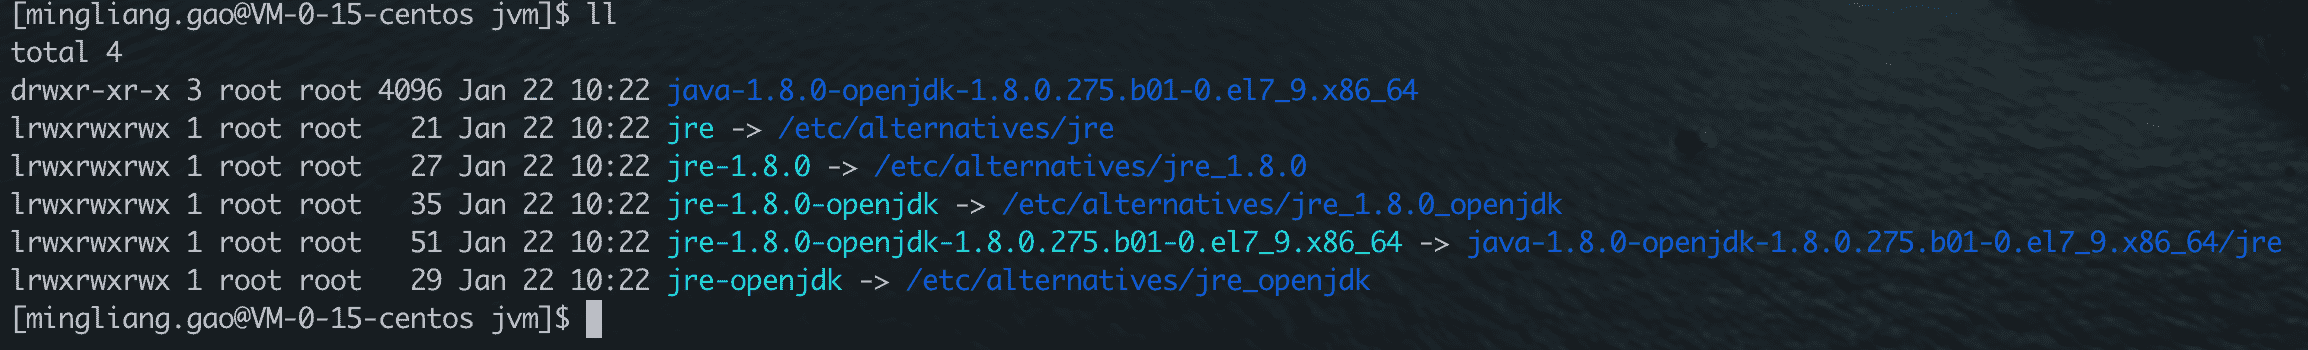 [mingliang.gao@VM-0-15-centos jvm]$ ll
total 4
drwxr-xr-x 3 root root 4096 Jan 22 10:22 java-1.8.0-openjdk-1.8.0.275.b01-0.el7_9.x86_64
lrwxrwxrwx 1 root root   21 Jan 22 10:22 jre -> /etc/alternatives/jre
lrwxrwxrwx 1 root root   27 Jan 22 10:22 jre-1.8.0 -> /etc/alternatives/jre_1.8.0
lrwxrwxrwx 1 root root   35 Jan 22 10:22 jre-1.8.0-openjdk -> /etc/alternatives/jre_1.8.0_openjdk
lrwxrwxrwx 1 root root   51 Jan 22 10:22 jre-1.8.0-openjdk-1.8.0.275.b01-0.el7_9.x86_64 -> java-1.8.0-openjdk-1.8.0.275.b01-0.el7_9.x86_64/jre
lrwxrwxrwx 1 root root   29 Jan 22 10:22 jre-openjdk -> /etc/alternatives/jre_openjdk
[mingliang.gao@VM-0-15-centos jvm]$